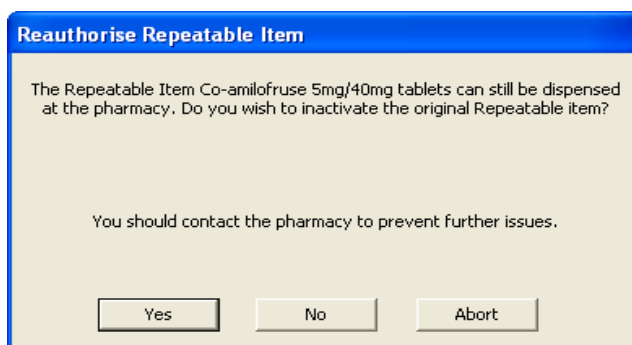 Reauthorise Repeatable Item
The Repeatable Item Co-amilofruse 5mg/40mg tablets can still be dispensed
at the pharmacy. Do you wish to inactivate the original Repeatable item?
You should contact the pharmacy to prevent further issues.
Yes No Abort